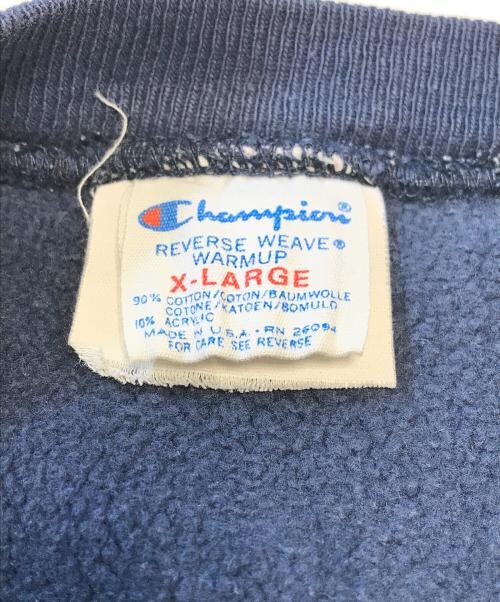 Champion®
REVERSE WEAVE®
WARMUP
X-LARGE
90% COTTON/COTON/BAUMWOLLE
COTONE/KATOEN/BOMULD
10% ACRYLIC
MADE IN U.S.A. - RN 26094
FOR CARE SEE REVERSE